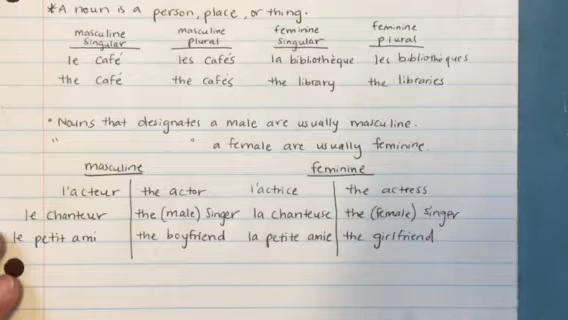 *A noun is a person, place, or thing.
masculine singular masculine plural feminine singular feminine plural
le café les cafés la bibliothèque les bibliothèques
the café the cafés the library the libraries
• Nouns that designates a male are usually masculine.
" " a female are usually feminine.
masculine feminine
l'acteur the actor l'actrice the actress
le chanteur the (male) singer la chanteuse the (female) singer
le petit ami the boyfriend la petite amie the girlfriend